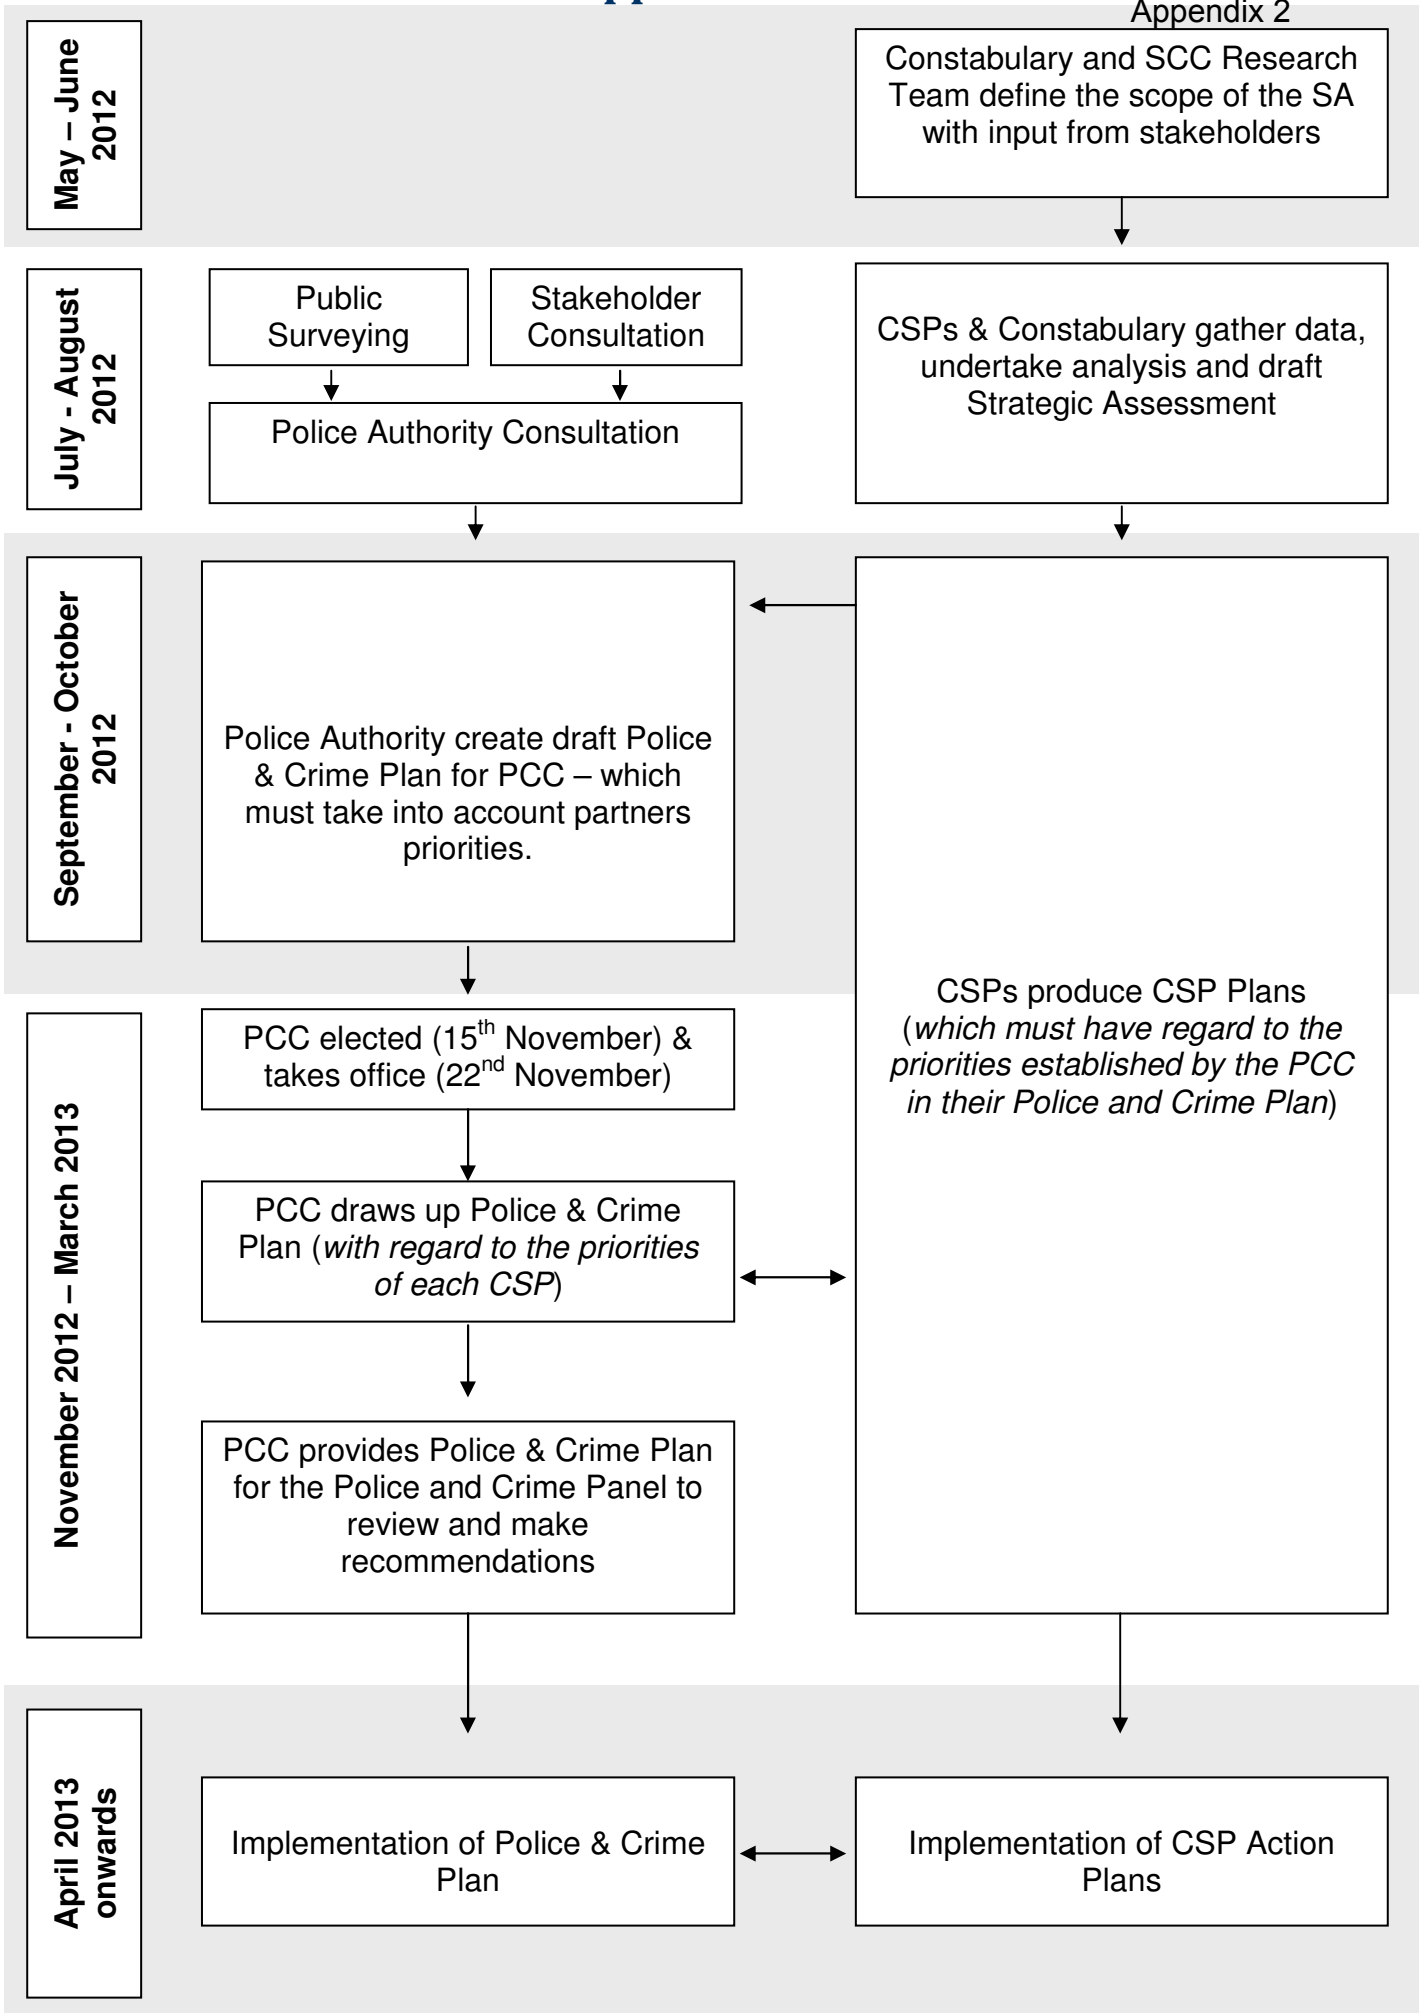 Appendix 2
May – June
2012
Constabulary and SCC Research
Team define the scope of the SA
with input from stakeholders
July - August
2012
Public
Surveying
Stakeholder
Consultation
Police Authority Consultation
CSPs & Constabulary gather data,
undertake analysis and draft
Strategic Assessment
September - October
2012
Police Authority create draft Police
& Crime Plan for PCC – which
must take into account partners
priorities.
CSPs produce CSP Plans
(which must have regard to the
priorities established by the PCC
in their Police and Crime Plan)
November 2012 – March 2013
PCC elected (15th November) &
takes office (22nd November)
PCC draws up Police & Crime
Plan (with regard to the priorities
of each CSP)
PCC provides Police & Crime Plan
for the Police and Crime Panel to
review and make
recommendations
April 2013
onwards
Implementation of Police & Crime
Plan
Implementation of CSP Action
Plans